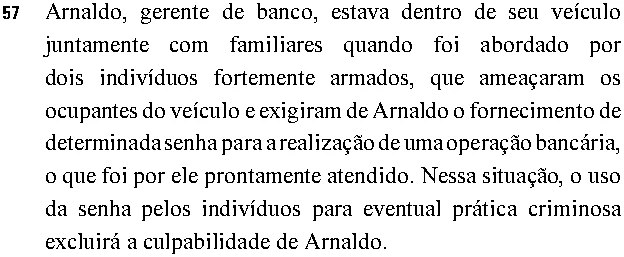 57 Arnaldo, gerente de banco, estava dentro de seu veículo
juntamente com familiares quando foi abordado por
dois indivíduos fortemente armados, que ameaçaram os
ocupantes do veículo e exigiram de Arnaldo o fornecimento de
determinada senha para a realização de uma operação bancária,
o que foi por ele prontamente atendido. Nessa situação, o uso
da senha pelos indivíduos para eventual prática criminosa
excluirá a culpabilidade de Arnaldo.